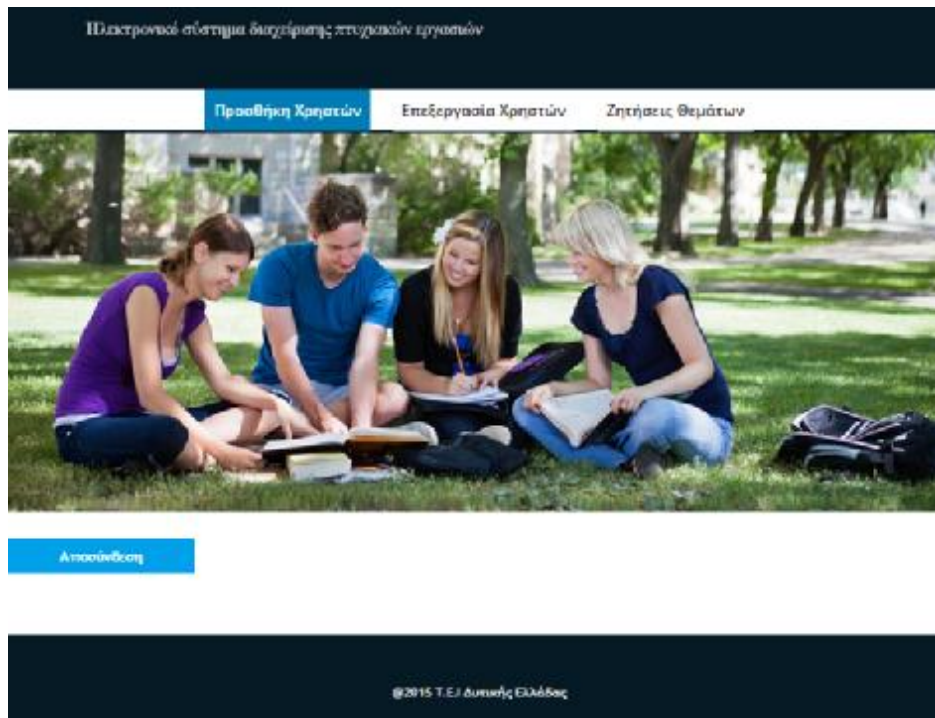 Ηλεκτρονικό σύστημα διαχείρισης πτυχιακών εργασιών
Προσθήκη Χρηστών Επεξεργασία Χρηστών Ζητήσεις Θεμάτων
Αποσύνδεση
@2015 Τ.Ε.Ι Δυτικής Ελλάδας